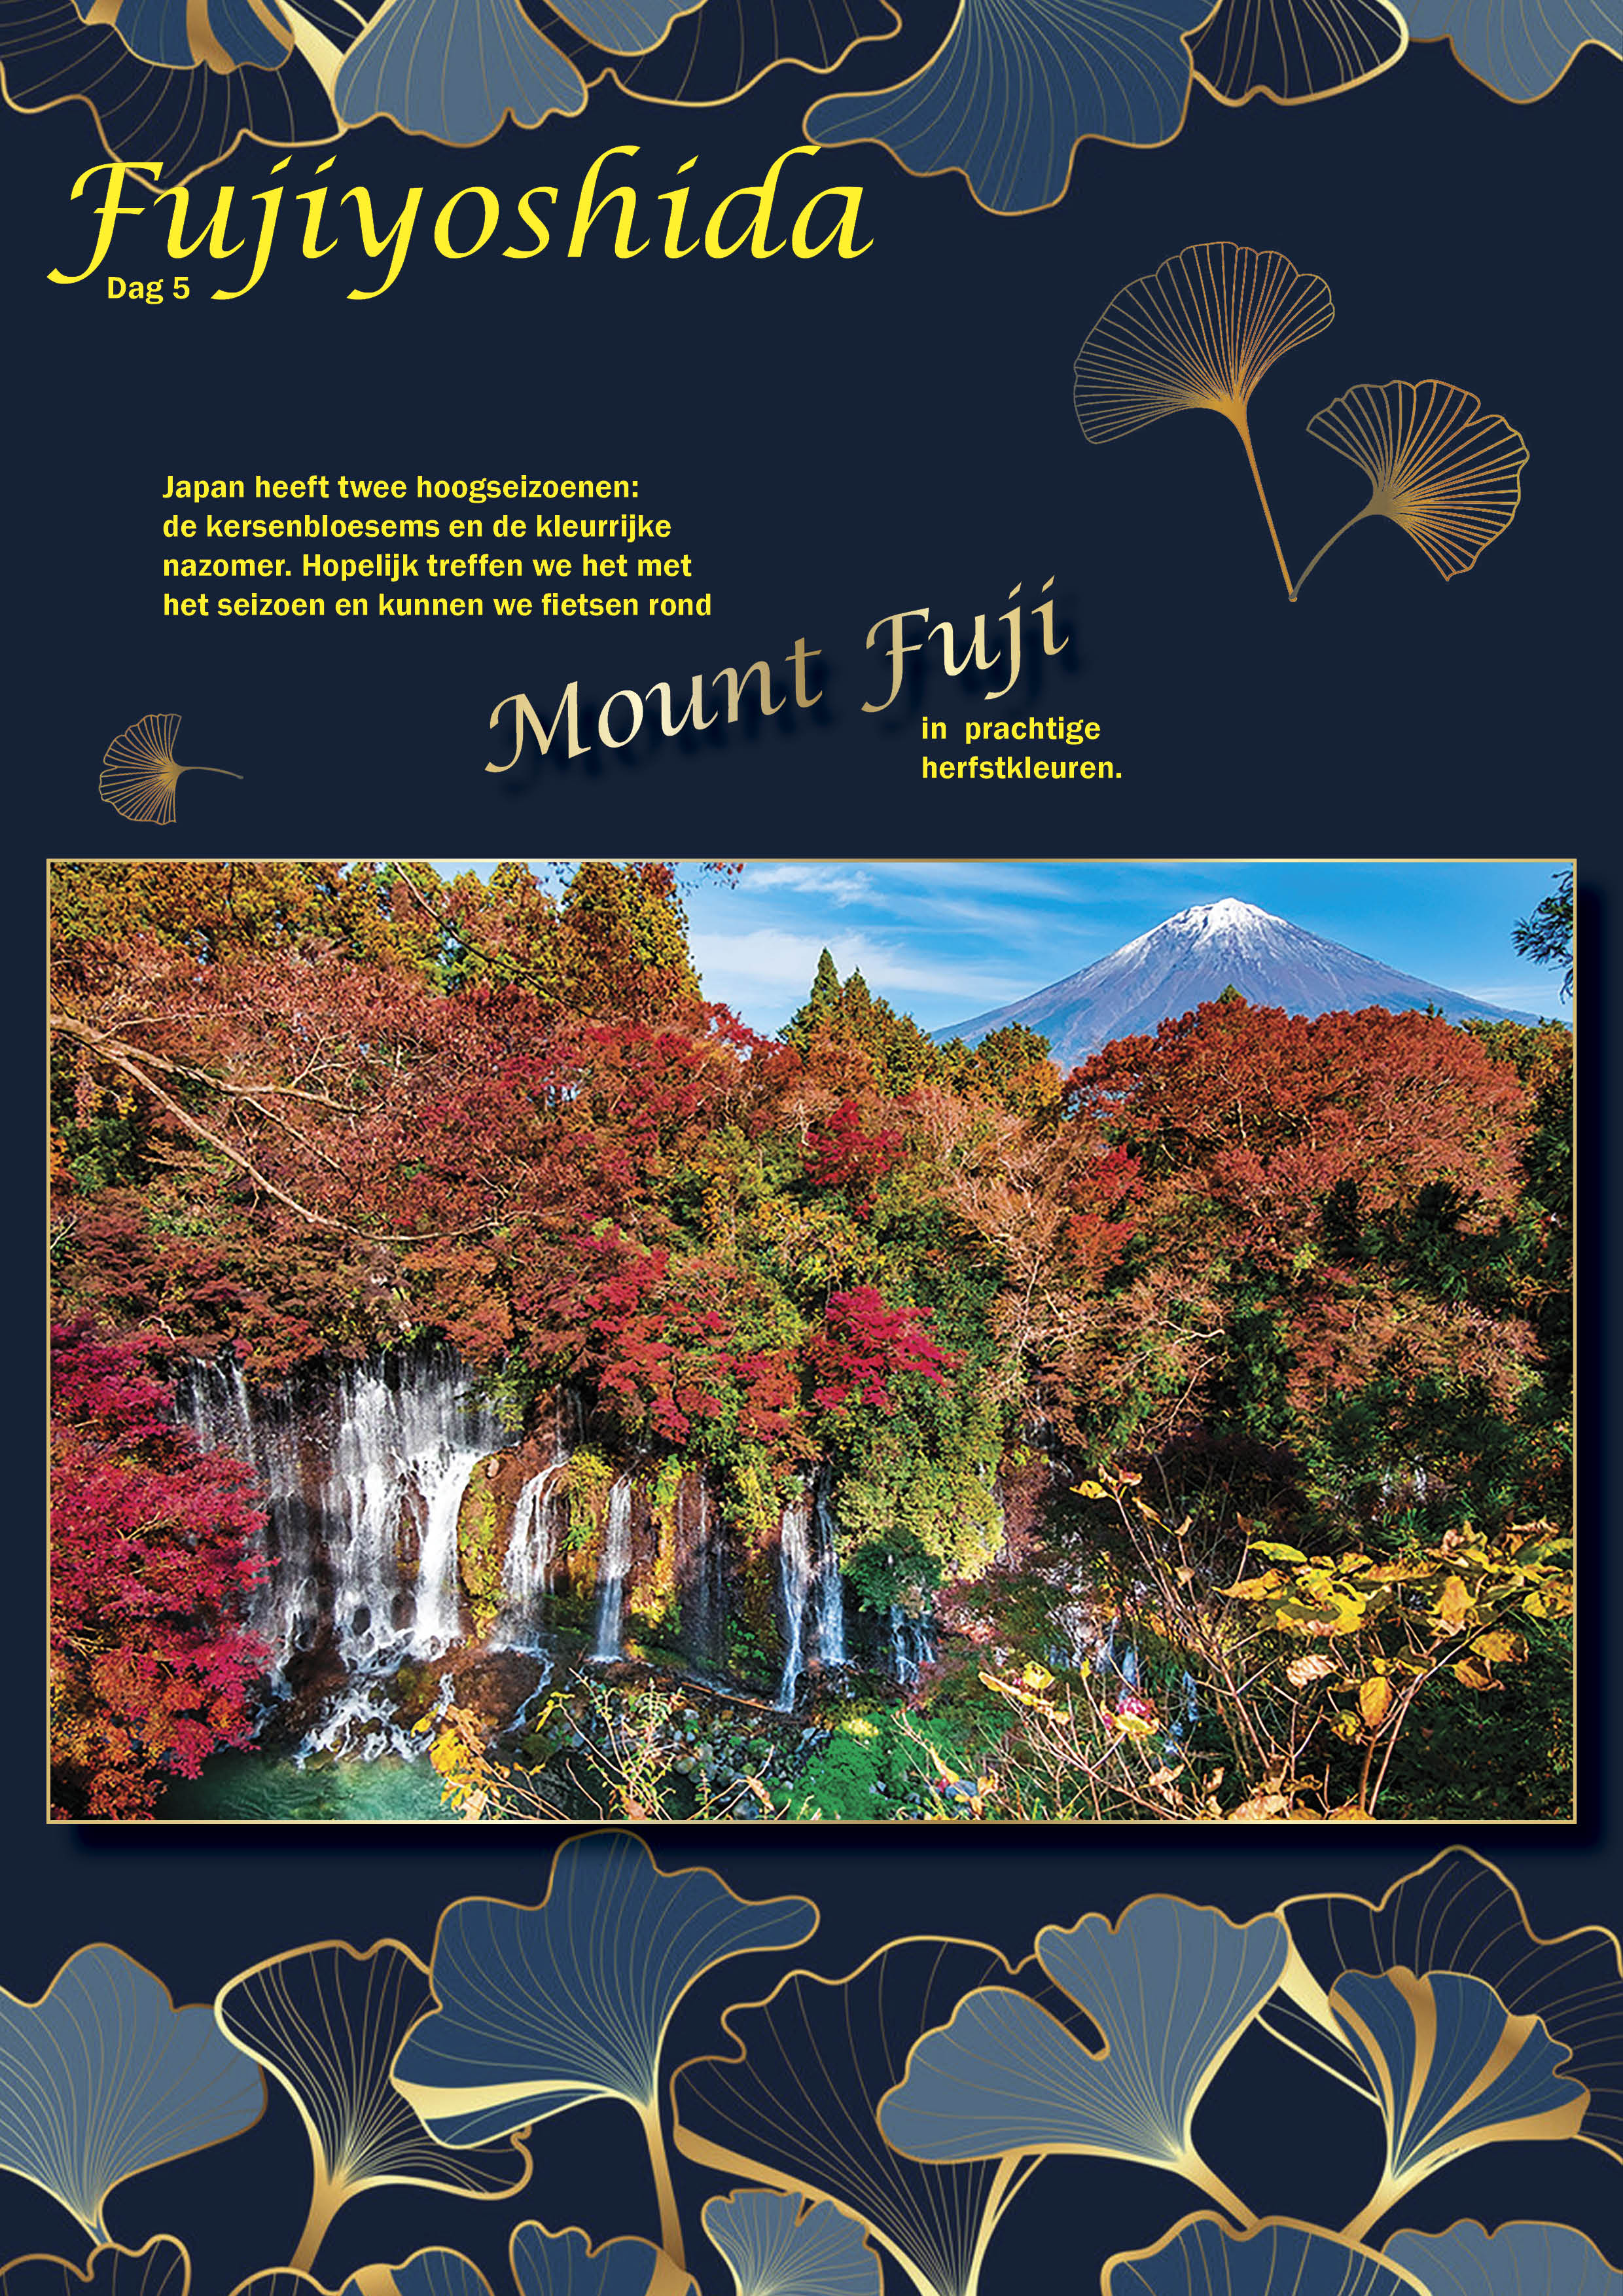 Fujiyoshida
Dag 5
Japan heeft twee hoogseizoenen:
de kersenbloesems en de kleurrijke
nazomer. Hopelijk treffen we het met
het seizoen en kunnen we fietsen rond
Mount Fuji
in prachtige
herfstkleuren.